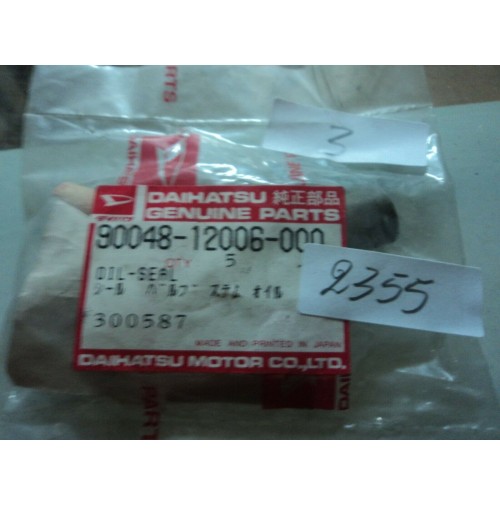 3
DAIHATSU 純正部品
GENUINE PARTS
90048-12006-000
QTY 5
OIL-SEAL
シール バルブ ステム オイル
300587
2355
MADE AND PRINTED IN JAPAN
DAIHATSU MOTOR CO.,LTD.
PARTS
PARTS